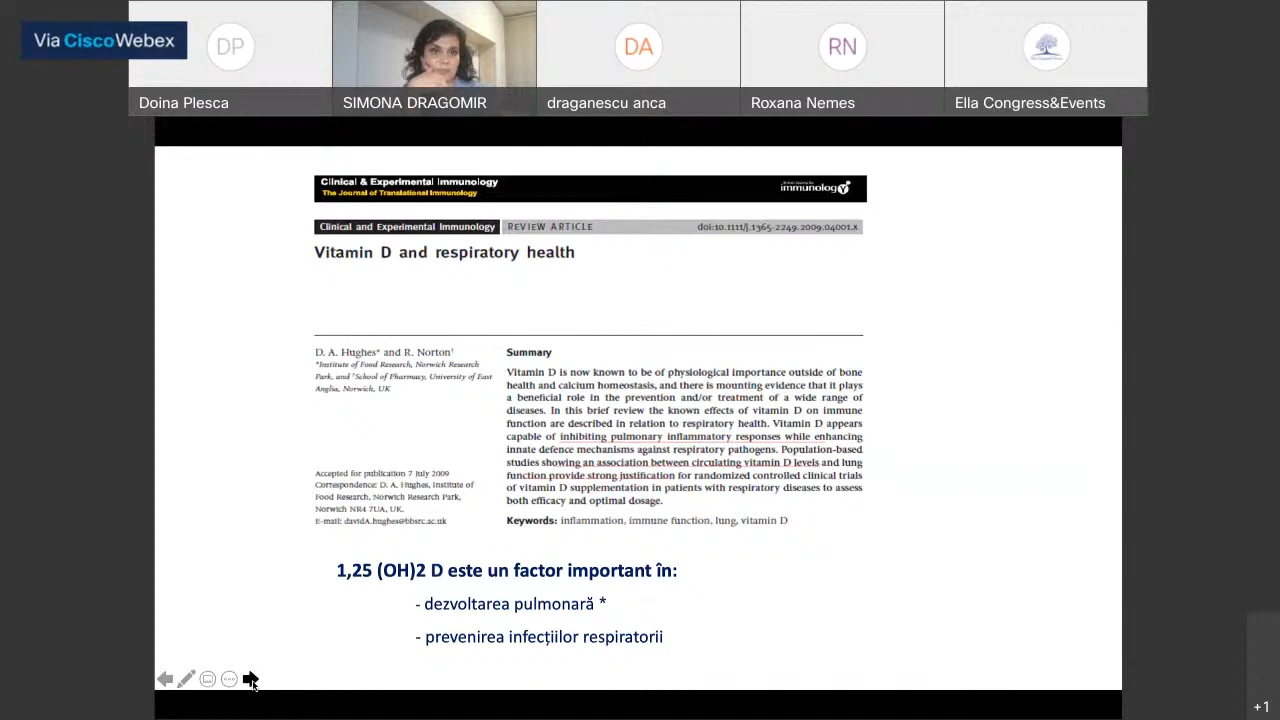 Via CiscoWebex
DP
DA
RN
Doina Plesca
SIMONA DRAGOMIR
draganescu anca
Roxana Nemes
Ella Congress&Events
Clinical & Experimental Immunology
The Journal of Translational Immunology
immunology
Clinical and Experimental Immunology
REVIEW ARTICLE
doi:10.1111/j.1365-2249.2009.04001.x
Vitamin D and respiratory health
D. A. Hughes* and R. Norton†
*Institute of Food Research, Norwich Research
Park, and †School of Pharmacy, University of East
Anglia, Norwich, UK
Accepted for publication 7 July 2009
Correspondence: D. A. Hughes, Institute of
Food Research, Norwich Research Park,
Norwich NR4 7UA, UK.
E-mail: davidA.hughes@bbsrc.ac.uk
Summary
Vitamin D is now known to be of physiological importance outside of bone
health and calcium homeostasis, and there is mounting evidence that it plays
a beneficial role in the prevention and/or treatment of a wide range of
diseases. In this brief review the known effects of vitamin D on immune
function are described in relation to respiratory health. Vitamin D appears
capable of inhibiting pulmonary inflammatory responses while enhancing
innate defence mechanisms against respiratory pathogens. Population-based
studies showing an association between circulating vitamin D levels and lung
function provide strong justification for randomized controlled clinical trials
of vitamin D supplementation in patients with respiratory diseases to assess
both efficacy and optimal dosage.
Keywords: inflammation, immune function, lung, vitamin D
1,25 (OH)2 D este un factor important în:
- dezvoltarea pulmonară *
- prevenirea infecțiilor respiratorii
+1